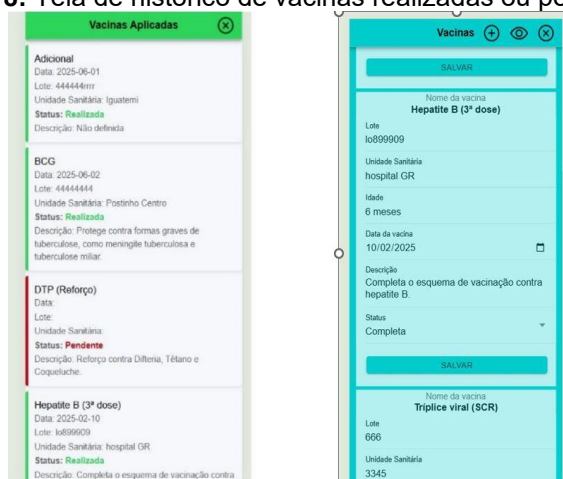 8. Tela de histórico de vacinas realizadas ou po
Vacinas Aplicadas
Adicional
Data: 2025-06-01
Lote: 444444rrr
Unidade Sanitária: Iguatemi
Status: Realizada
Descrição: Não definida
BCG
Data: 2025-06-02
Lote: 44444444
Unidade Sanitária: Postinho Centro
Status: Realizada
Descrição: Protege contra formas graves de
tuberculose, como meningite tuberculosa e
tuberculose miliar.
DTP (Reforço)
Data:
Lote:
Unidade Sanitária:
Status: Pendente
Descrição: Reforço contra Difteria, Tétano e
Coqueluche.
Hepatite B (3ª dose)
Data: 2025-02-10
Lote: lo899909
Unidade Sanitária: hospital GR
Status: Realizada
Descrição: Completa o esquema de vacinação contra
Vacinas
SALVAR
Nome da vacina
Hepatite B (3ª dose)
Lote
lo899909
Unidade Sanitária
hospital GR
Idade
6 meses
Data da vacina
10/02/2025
Descrição
Completa o esquema de vacinação contra
hepatite B.
Status
Completa
SALVAR
Nome da vacina
Tríplice viral (SCR)
Lote
666
Unidade Sanitária
3345